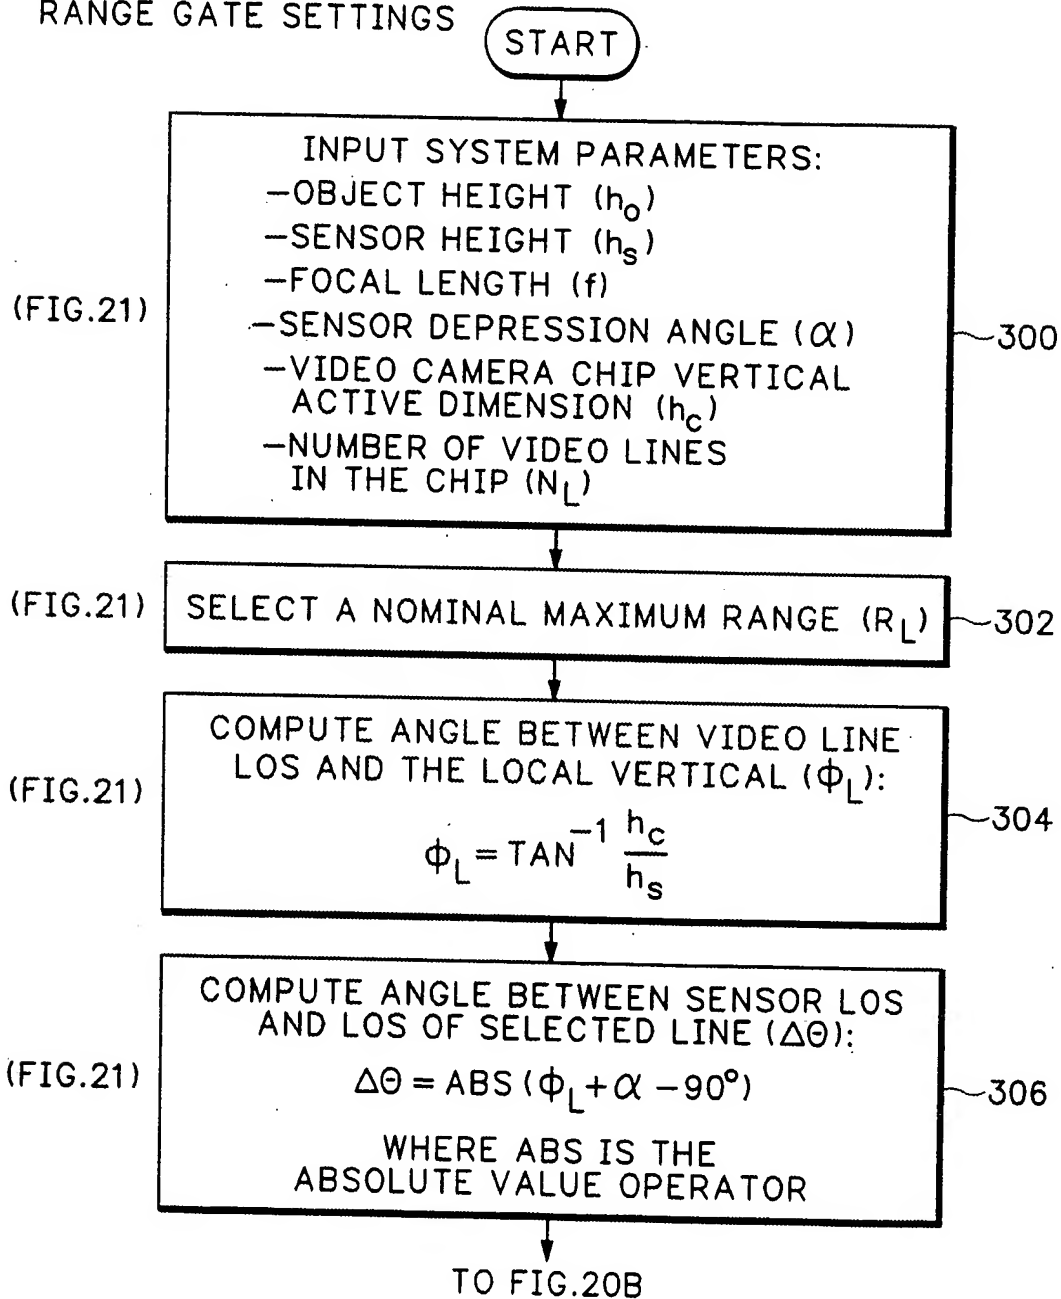 RANGE GATE SETTINGS
START
INPUT SYSTEM PARAMETERS:
–OBJECT HEIGHT (hₒ)
–SENSOR HEIGHT (hₛ)
–FOCAL LENGTH (f)
(FIG.21)
–SENSOR DEPRESSION ANGLE (α)
300
–VIDEO CAMERA CHIP VERTICAL
ACTIVE DIMENSION (h_c)
–NUMBER OF VIDEO LINES
IN THE CHIP (N_L)
(FIG.21)
SELECT A NOMINAL MAXIMUM RANGE (R_L)
302
COMPUTE ANGLE BETWEEN VIDEO LINE
LOS AND THE LOCAL VERTICAL (ϕ_L):
(FIG.21)
304
ϕ_L = TAN⁻¹ h_c/h_s
COMPUTE ANGLE BETWEEN SENSOR LOS
AND LOS OF SELECTED LINE (ΔΘ):
(FIG.21)
ΔΘ = ABS (ϕ_L+α –90°)
306
WHERE ABS IS THE
ABSOLUTE VALUE OPERATOR
TO FIG.20B